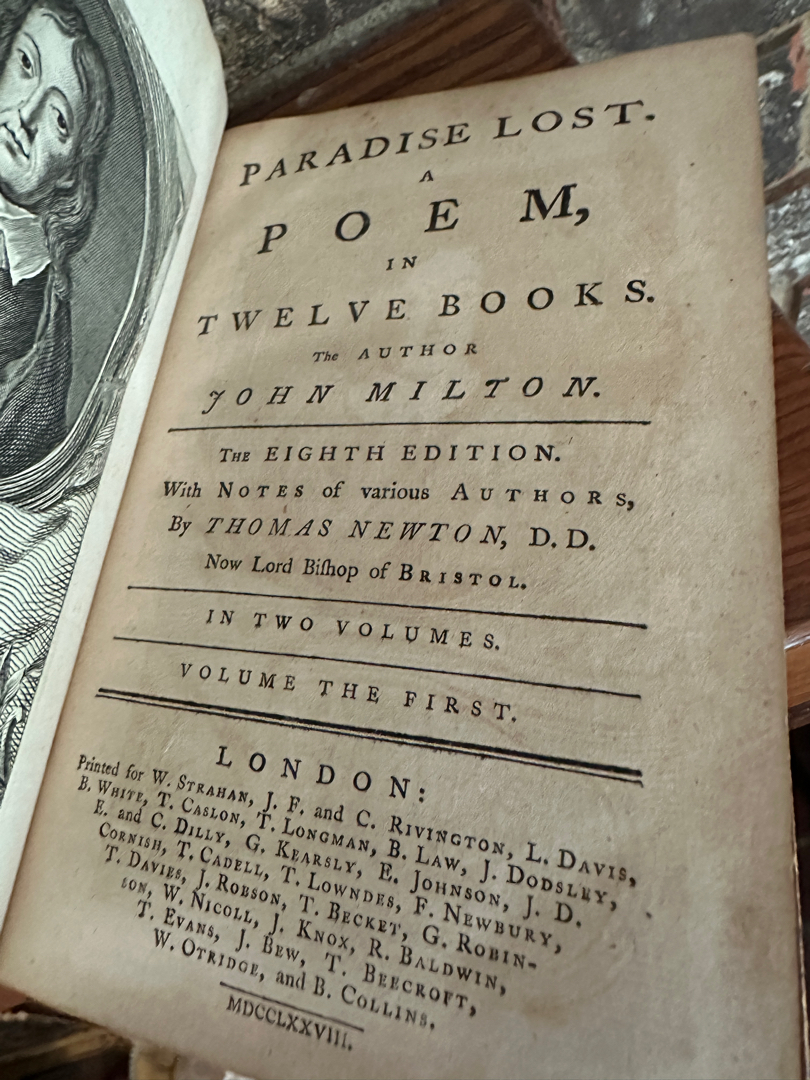 PARADISE LOST.
A
POEM,
IN
TWELVE BOOKS.
The AUTHOR
JOHN MILTON.
THE EIGHTH EDITION.
With NOTES of various AUTHORS,
By THOMAS NEWTON, D.D.
Now Lord Biſhop of BRISTOL.
IN TWO VOLUMES.
VOLUME THE FIRST.
LONDON:
Printed for W. STRAHAN, J. F. and C. RIVINGTON, L. DAVIS,
B. WHITE, T. CASLON, T. LONGMAN, B. LAW, J. DODSLEY,
E. and C. DILLY, G. KEARSLY, E. JOHNSON, J. D.
CORNISH, T. CADELL, T. LOWNDES, F. NEWBURY,
T. DAVIES, J. ROBSON, T. BECKET, G. ROBIN-
SON, W. NICOLL, J. KNOX, R. BALDWIN,
T. EVANS, J. BEW, T. BEECROFT,
W. OTRIDGE, and B. COLLINS.
MDCCLXXVIII.